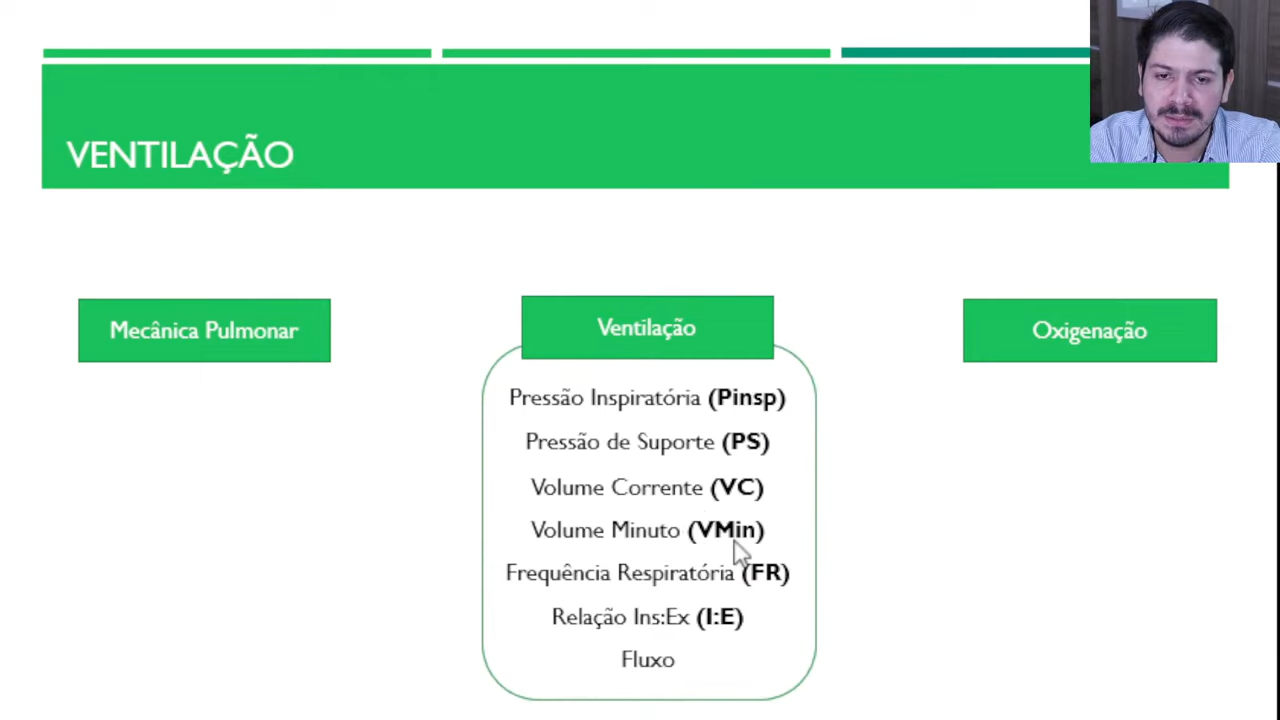 VENTILAÇÃO
Mecânica Pulmonar
Ventilação
Oxigenação
Pressão Inspiratória (Pinsp)
Pressão de Suporte (PS)
Volume Corrente (VC)
Volume Minuto (VMin)
Frequência Respiratória (FR)
Relação Ins:Ex (I:E)
Fluxo